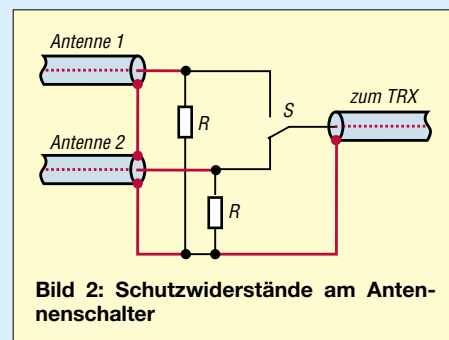 Antenne 1
zum TRX
S
R
Antenne 2
R
Bild 2: Schutzwiderstände am Anten-
nenschalter